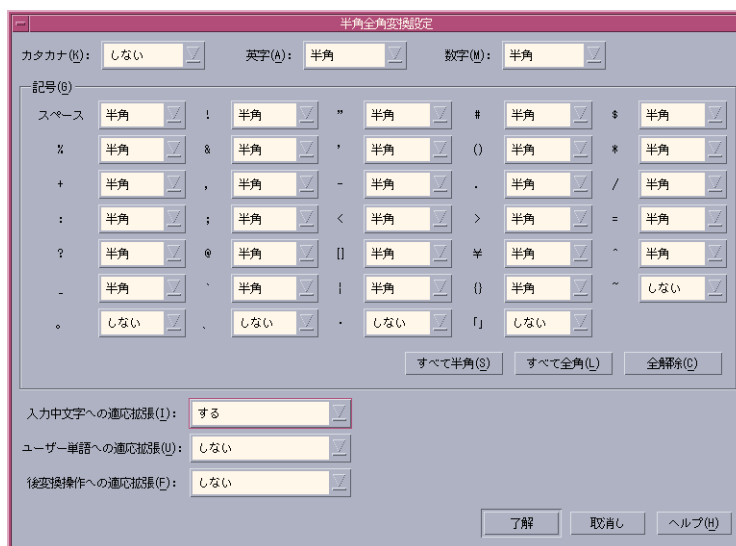 半角全角変換設定
カタカナ(K): しない 英字(A): 半角 数字(M): 半角
記号(G)
スペース 半角 ! 半角 " 半角 # 半角 $ 半角
% 半角 & 半角 ' 半角 () 半角 * 半角
+ 半角 , 半角 - 半角 . 半角 / 半角
: 半角 ; 半角 < 半角 > 半角 = 半角
? 半角 @ 半角 [] 半角 ¥ 半角 ^ 半角
_ 半角 ` 半角 ¦ 半角 {} 半角 ~ しない
。 しない 、 しない ・ しない 「」 しない
すべて半角(S) すべて全角(L) 全解除(C)
入力中文字への適応拡張(I): する
ユーザー単語への適応拡張(U): しない
後変換操作への適応拡張(F): しない
了解 取消し ヘルプ(H)